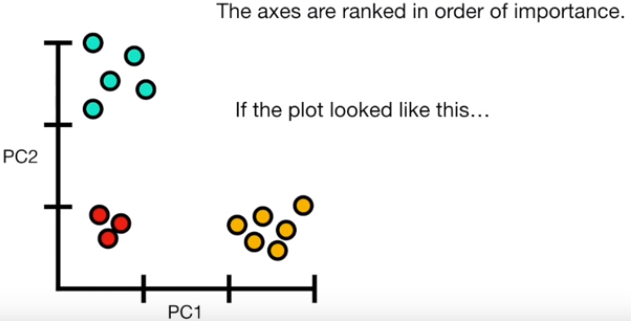 The axes are ranked in order of importance.
If the plot looked like this…
PC2
PC1